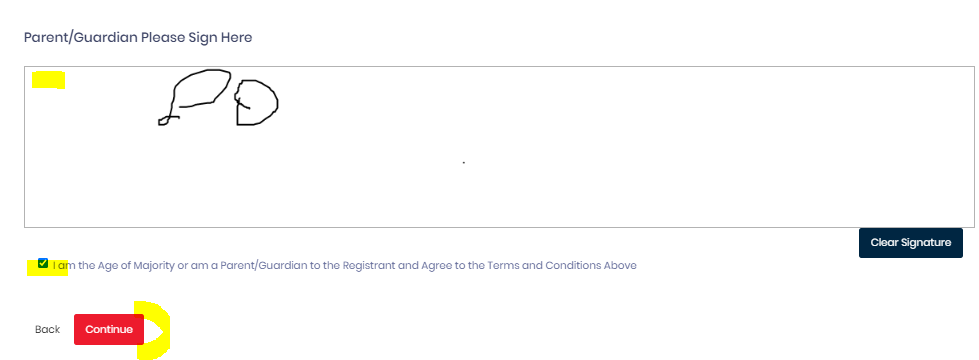 Parent/Guardian Please Sign Here
PD
Clear Signature
I am the Age of Majority or am a Parent/Guardian to the Registrant and Agree to the Terms and Conditions Above
Back Continue